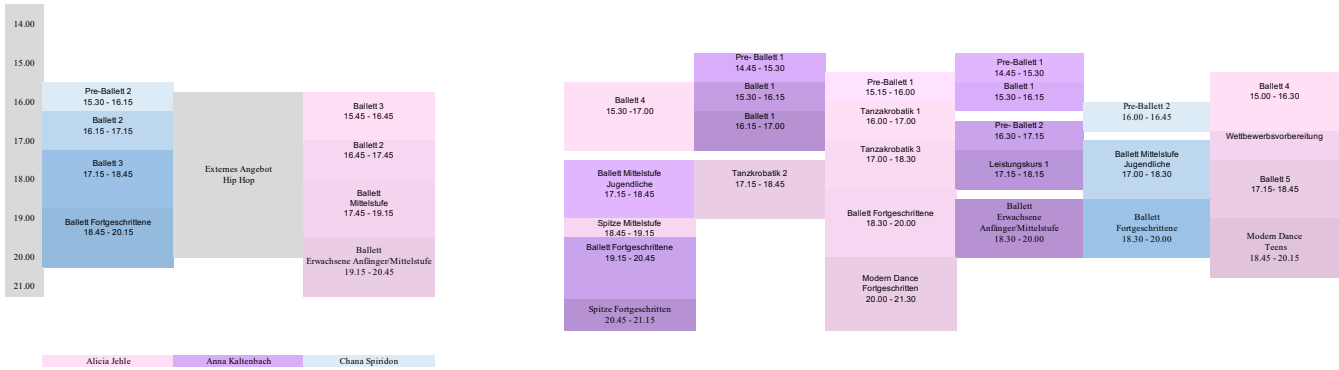 14.00
15.00
16.00
17.00
18.00
19.00
20.00
21.00
Pre-Ballett 2
15.30 - 16.15
Ballett 2
16.15 - 17.15
Ballett 3
17.15 - 18.45
Ballett Fortgeschrittene
18.45 - 20.15
Externes Angebot
Hip Hop
Ballett 3
15.45 - 16.45
Ballett 2
16.45 - 17.45
Ballett
Mittelstufe
17.45 - 19.15
Ballett
Erwachsene Anfänger/Mittelstufe
19.15 - 20.45
Ballett 4
15.30 -17.00
Ballett Mittelstufe
Jugendliche
17.15 - 18.45
Spitze Mittelstufe
18.45 - 19.15
Ballett Fortgeschrittene
19.15 - 20.45
Spitze Fortgeschritten
20.45 - 21.15
Pre- Ballett 1
14.45 - 15.30
Ballett 1
15.30 - 16.15
Ballett 1
16.15 - 17.00
Tanzkrobatik 2
17.15 - 18.45
Pre-Ballett 1
15.15 - 16.00
Tanzakrobatik 1
16.00 - 17.00
Tanzakrobatik 3
17.00 - 18.30
Ballett Fortgeschrittene
18.30 - 20.00
Modern Dance
Fortgeschritten
20.00 - 21.30
Pre-Ballett 1
14.45 - 15.30
Ballett 1
15.30 - 16.15
Pre- Ballett 2
16.30 - 17.15
Leistungskurs 1
17.15 - 18.15
Ballett
Erwachsene
Anfänger/Mittelstufe
18.30 - 20.00
Pre-Ballett 2
16.00 - 16.45
Ballett Mittelstufe
Jugendliche
17.00 - 18.30
Ballett
Fortgeschrittene
18.30 - 20.00
Ballett 4
15.00 - 16.30
Wettbewerbsvorbereitung
Ballett 5
17.15- 18.45
Modern Dance
Teens
18.45 - 20.15
Alicia Jehle
Anna Kaltenbach
Chana Spiridon